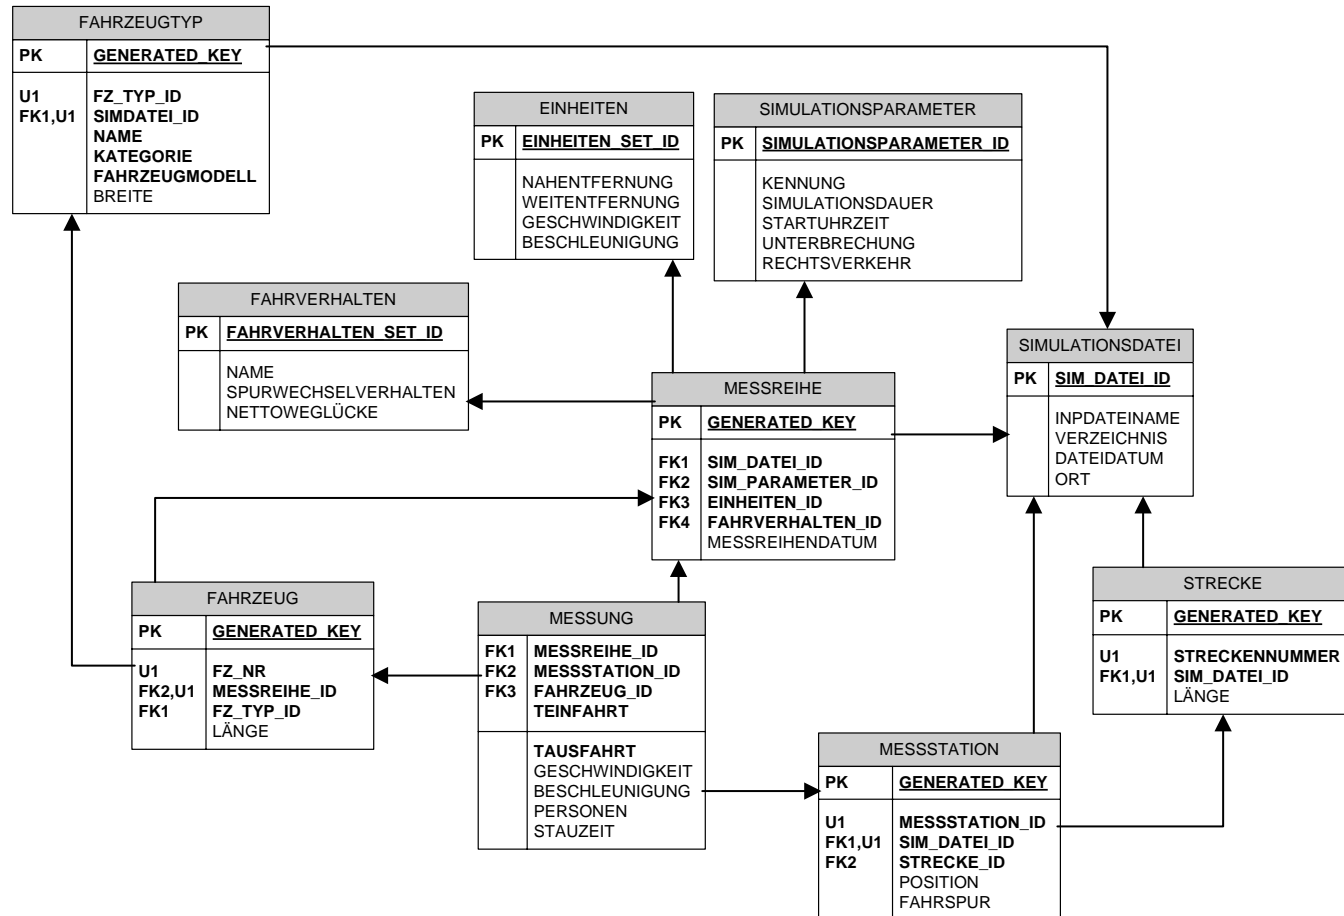 FAHRZEUGTYP
PK GENERATED_KEY
U1 FZ_TYP_ID
FK1,U1 SIMDATEI_ID
NAME
KATEGORIE
FAHRZEUGMODELL
BREITE
EINHEITEN
PK EINHEITEN_SET_ID
NAHENTFERNUNG
WEITENTFERNUNG
GESCHWINDIGKEIT
BESCHLEUNIGUNG
SIMULATIONSPARAMETER
PK SIMULATIONSPARAMETER_ID
KENNUNG
SIMULATIONSDAUER
STARTUHRZEIT
UNTERBRECHUNG
RECHTSVERKEHR
FAHRVERHALTEN
PK FAHRVERHALTEN_SET_ID
NAME
SPURWECHSELVERHALTEN
NETTOWEGLÜCKE
SIMULATIONSDATEI
PK SIM_DATEI_ID
INPDATEINAME
VERZEICHNIS
DATEIDATUM
ORT
MESSREIHE
PK GENERATED_KEY
FK1 SIM_DATEI_ID
FK2 SIM_PARAMETER_ID
FK3 EINHEITEN_ID
FK4 FAHRVERHALTEN_ID
MESSREIHENDATUM
FAHRZEUG
PK GENERATED_KEY
U1 FZ_NR
FK2,U1 MESSREIHE_ID
FK1 FZ_TYP_ID
LÄNGE
MESSUNG
FK1 MESSREIHE_ID
FK2 MESSSTATION_ID
FK3 FAHRZEUG_ID
TEINFAHRT
TAUSFAHRT
GESCHWINDIGKEIT
BESCHLEUNIGUNG
PERSONEN
STAUZEIT
STRECKE
PK GENERATED_KEY
U1 STRECKENNUMMER
FK1,U1 SIM_DATEI_ID
LÄNGE
MESSSTATION
PK GENERATED_KEY
U1 MESSSTATION_ID
FK1,U1 SIM_DATEI_ID
FK2 STRECKE_ID
POSITION
FAHRSPUR